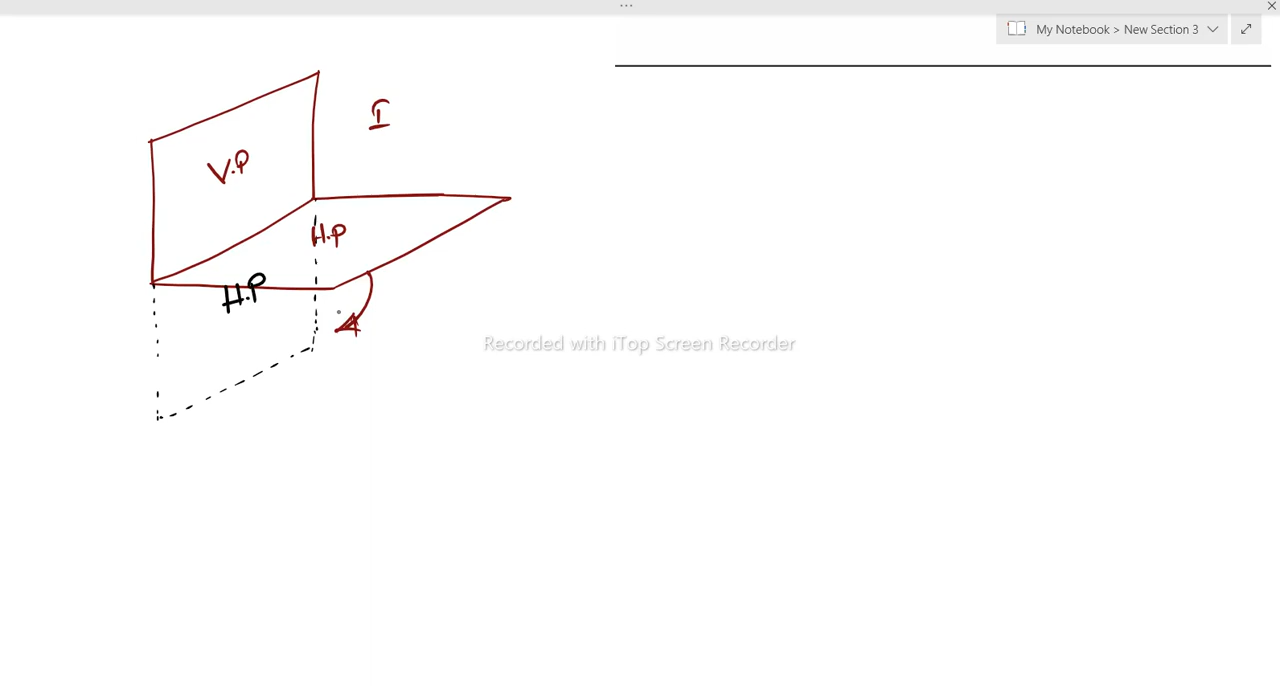 ...
My Notebook > New Section 3
I
V.P
H.P
H.P
Recorded with iTop Screen Recorder